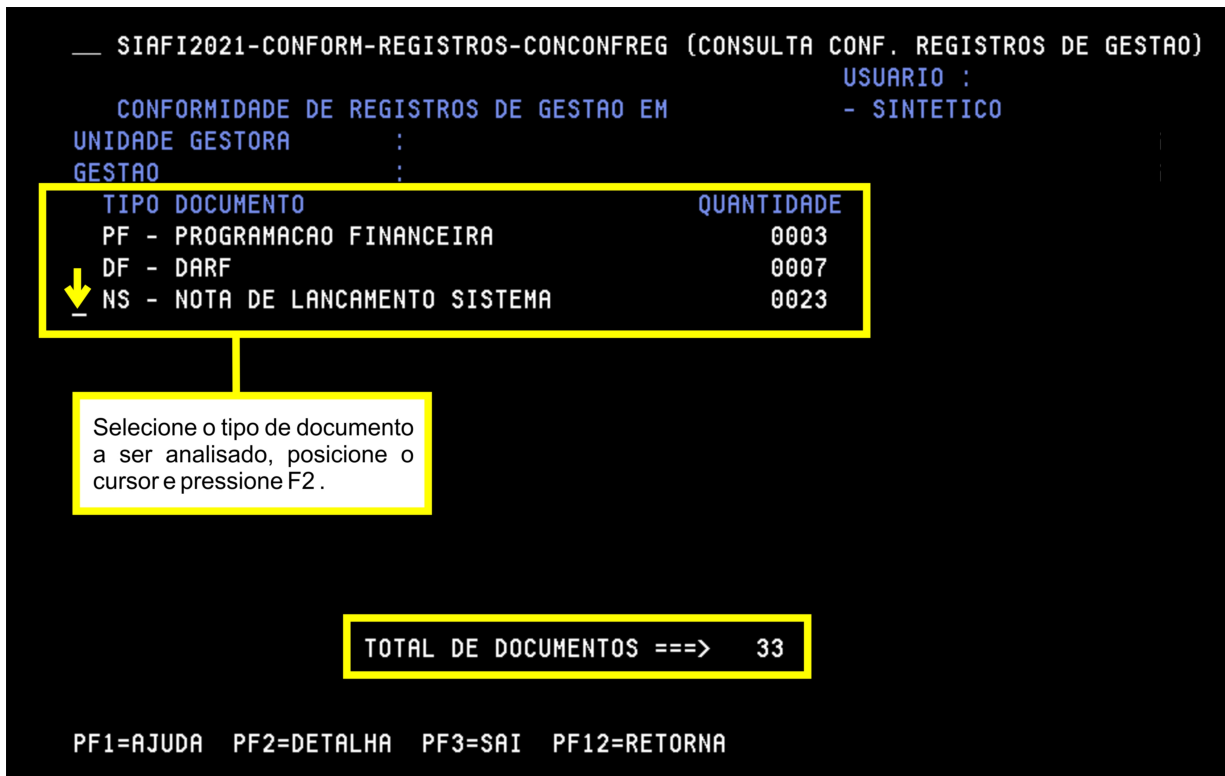 __ SIAFI2021-CONFORM-REGISTROS-CONCONFREG (CONSULTA CONF. REGISTROS DE GESTAO)
USUARIO :
CONFORMIDADE DE REGISTROS DE GESTAO EM - SINTETICO
UNIDADE GESTORA :
GESTAO :
TIPO DOCUMENTO QUANTIDADE
PF - PROGRAMACAO FINANCEIRA 0003
DF - DARF 0007
_ NS - NOTA DE LANCAMENTO SISTEMA 0023
Selecione o tipo de documento
a ser analisado, posicione o
cursor e pressione F2 .
TOTAL DE DOCUMENTOS ===> 33
PF1=AJUDA PF2=DETALHA PF3=SAI PF12=RETORNA